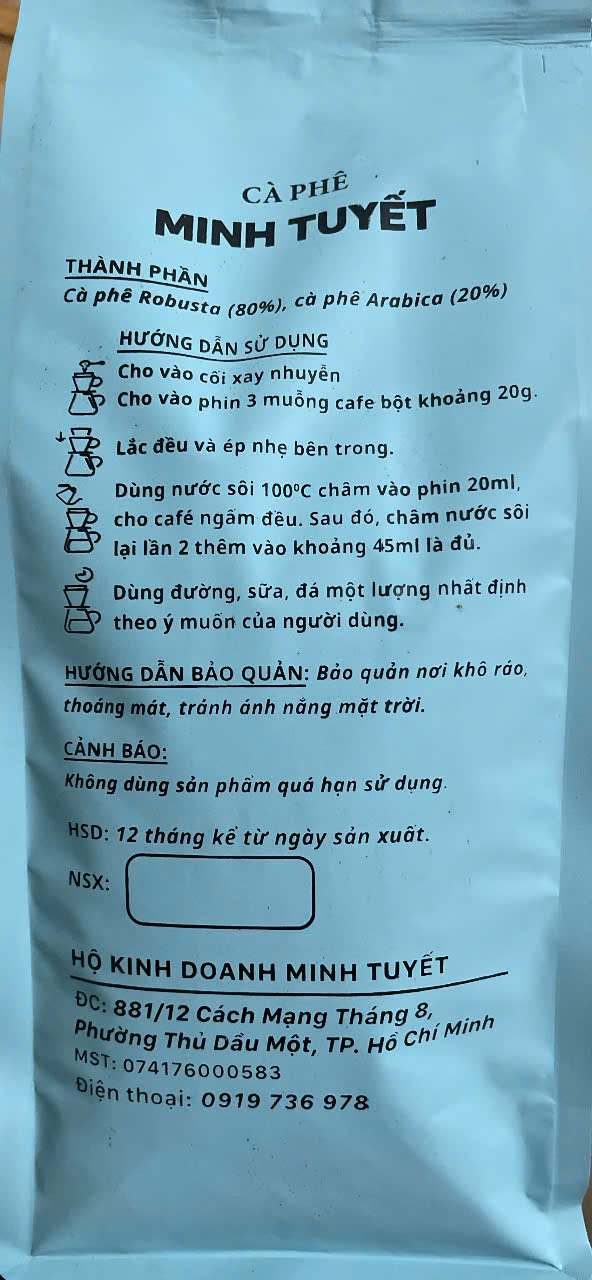 CÀ PHÊ
MINH TUYẾT
THÀNH PHẦN
Cà phê Robusta (80%), cà phê Arabica (20%)
HƯỚNG DẪN SỬ DỤNG
Cho vào cối xay nhuyễn
Cho vào phin 3 muỗng cafe bột khoảng 20g.
Lắc đều và ép nhẹ bên trong.
Dùng nước sôi 100ºC châm vào phin 20ml,
cho café ngấm đều. Sau đó, châm nước sôi
lại lần 2 thêm vào khoảng 45ml là đủ.
Dùng đường, sữa, đá một lượng nhất định
theo ý muốn của người dùng.
HƯỚNG DẪN BẢO QUẢN: Bảo quản nơi khô ráo,
thoáng mát, tránh ánh nắng mặt trời.
CẢNH BÁO:
Không dùng sản phẩm quá hạn sử dụng.
HSD: 12 tháng kể từ ngày sản xuất.
NSX:
HỘ KINH DOANH MINH TUYẾT
ĐC: 881/12 Cách Mạng Tháng 8,
Phường Thủ Dầu Một, TP. Hồ Chí Minh
MST: 074176000583
Điện thoại: 0919 736 978